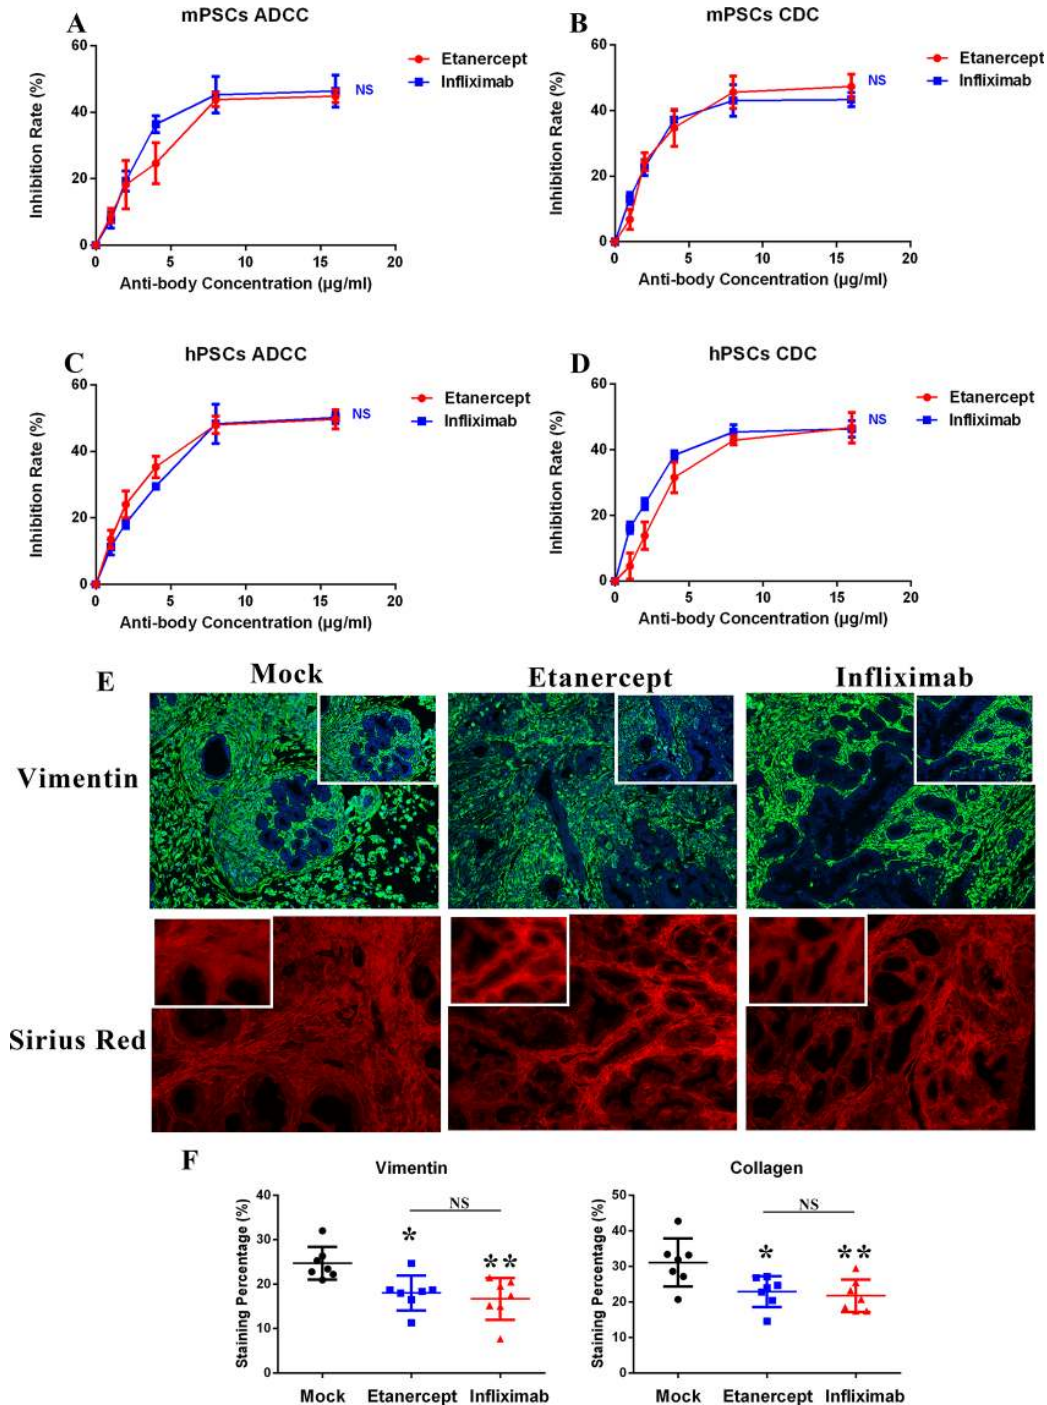 A
mPSCs ADCC
Inhibition Rate (%)
60
40
20
0
0 5 10 15 20
Anti-body Concentration (µg/ml)
Etanercept
Infliximab
NS
B
mPSCs CDC
Inhibition Rate (%)
60
40
20
0
0 5 10 15 20
Anti-body Concentration (µg/ml)
Etanercept
Infliximab
NS
C
hPSCs ADCC
Inhibition Rate (%)
60
40
20
0
0 5 10 15 20
Anti-body Concentration (µg/ml)
Etanercept
Infliximab
NS
D
hPSCs CDC
Inhibition Rate (%)
60
40
20
0
0 5 10 15 20
Anti-body Concentration (µg/ml)
Etanercept
Infliximab
NS
E
Mock Etanercept Infliximab
Vimentin
Sirius Red
F
Vimentin
Staining Percentage (%)
40
30
20
10
0
NS
*
**
Mock Etanercept Infliximab
Collagen
Staining Percentage (%)
50
40
30
20
10
0
NS
*
**
Mock Etanercept Infliximab